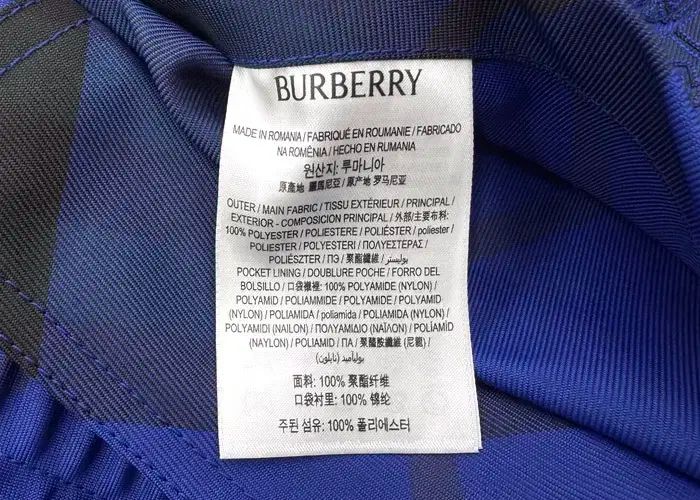 BURBERRY
MADE IN ROMANIA / FABRIQUÉ EN ROUMANIE / FABRICADO
NA ROMÊNIA / HECHO EN RUMANIA
원산지: 루마니아
原產地 羅馬尼亞 / 原产地 罗马尼亚
OUTER / MAIN FABRIC / TISSU EXTÉRIEUR / PRINCIPAL /
EXTERIOR - COMPOSICION PRINCIPAL / 外部/主要布料:
100% POLYESTER / POLIESTERE / POLIÉSTER / poliester /
POLIESTER / POLYESTERI / ΠΟΛΥΕΣΤΕΡΑΣ /
POLIÉSZTER / ПЭ / 聚酯纖維 / بوليستر/
POCKET LINING / DOUBLURE POCHE / FORRO DEL
BOLSILLO / 口袋襯裡: 100% POLYAMIDE (NYLON) /
POLYAMID / POLIAMMIDE / POLYAMIDE / POLYAMID
(NYLON) / POLIAMIDA / poliamida / POLIAMID (NYLON) /
POLYAMIDI (NAILON) / ΠΟΛΥΑΜΙΔΙΟ (ΝΑΪΛΟΝ) / POLÍAMÍD
(NAYLON) / POLIAMID / ПА / 聚醯胺纖維 (尼龍) /
بولياميد (نايلون)/
面料: 100% 聚酯纤维
口袋衬里: 100% 锦纶
주된 섬유: 100% 폴리에스터